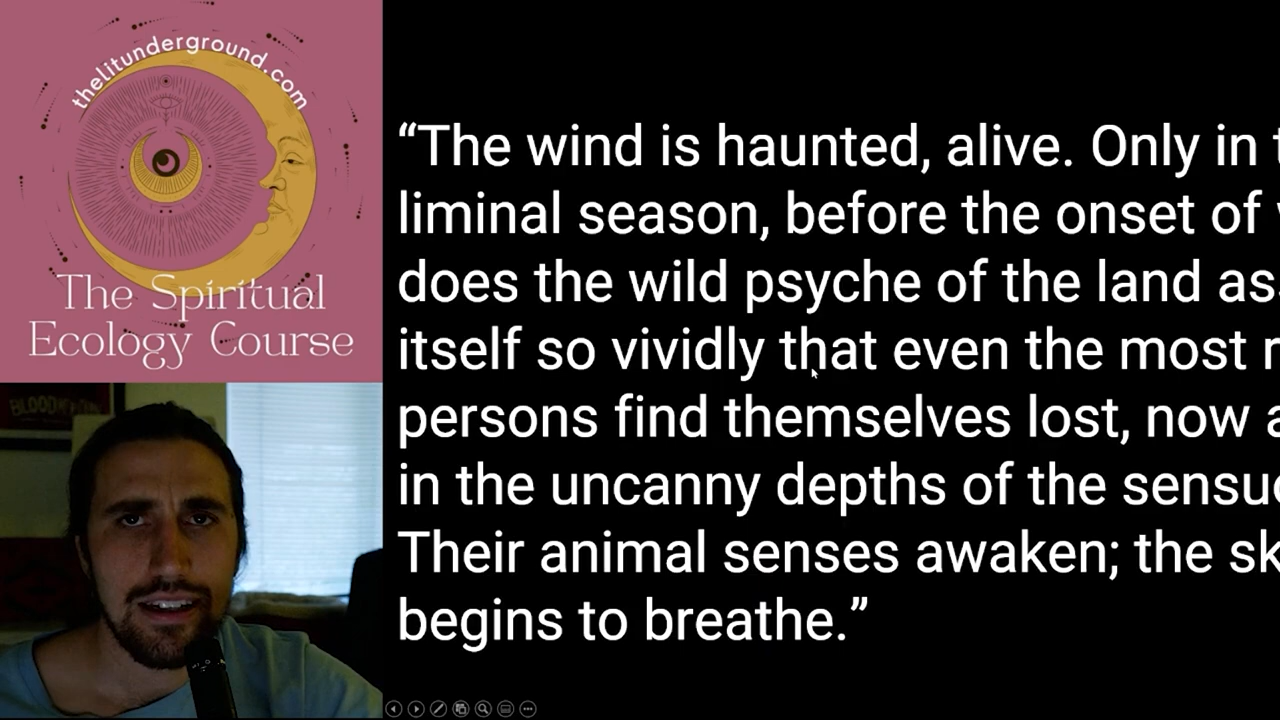 thelitunderground.com
The Spiritual
Ecology Course
“The wind is haunted, alive. Only in
liminal season, before the onset of
does the wild psyche of the land
itself so vividly that even the most
persons find themselves lost, now
in the uncanny depths of the
Their animal senses awaken; the
begins to breathe.”